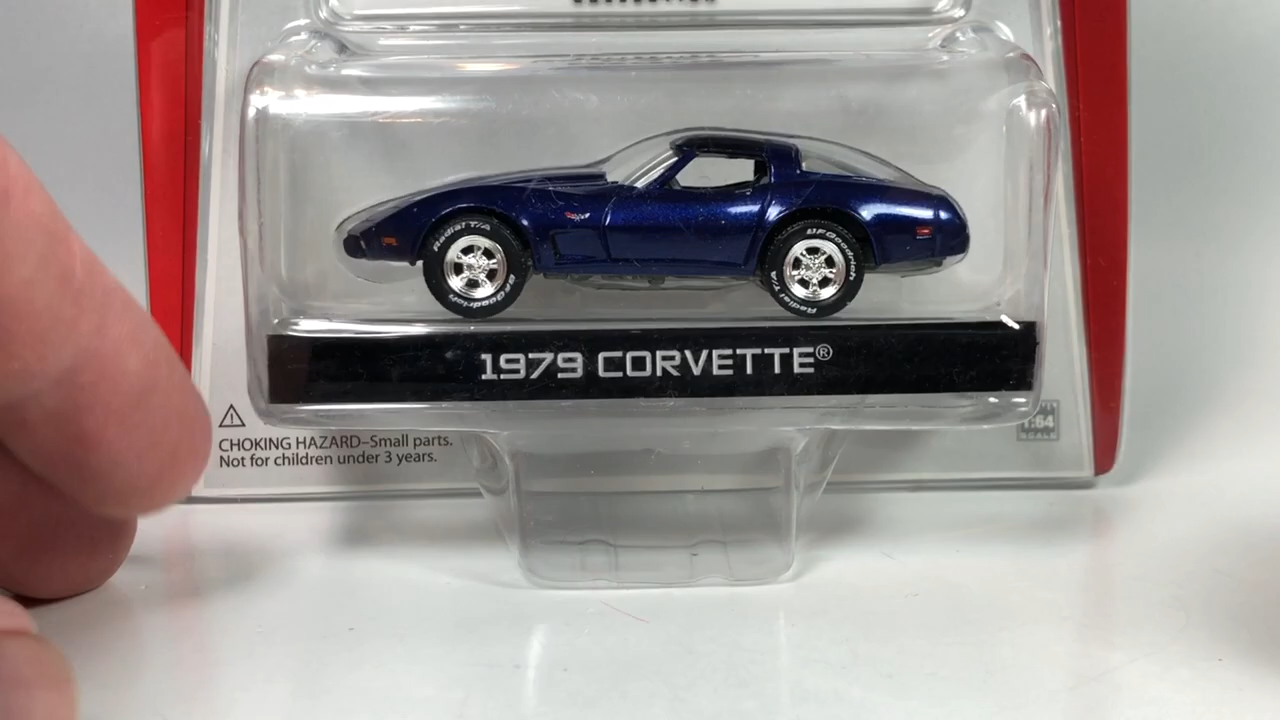 COLLECTION
Radial T/A
BFGoodrich
BFGoodrich
Radial T/A
1979 CORVETTE®
CHOKING HAZARD–Small parts.
Not for children under 3 years.
1:64
SCALE